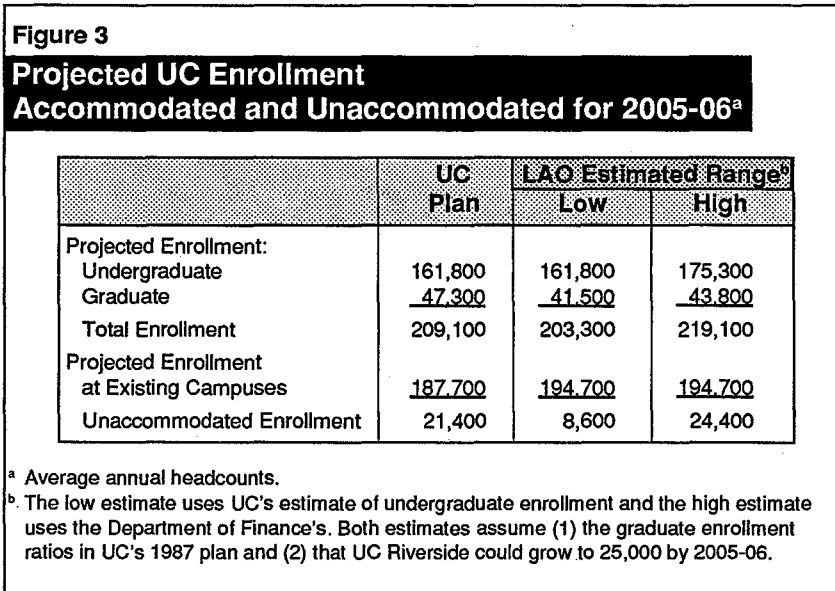 Figure 3
Projected UC Enrollment
Accommodated and Unaccommodated for 2005-06a
UC Plan LAO Estimated Rangeb
Low High
Projected Enrollment:
Undergraduate 161,800 161,800 175,300
Graduate 47,300 41,500 43,800
Total Enrollment 209,100 203,300 219,100
Projected Enrollment
at Existing Campuses 187,700 194,700 194,700
Unaccommodated Enrollment 21,400 8,600 24,400
a Average annual headcounts.
b. The low estimate uses UC's estimate of undergraduate enrollment and the high estimate
uses the Department of Finance's. Both estimates assume (1) the graduate enrollment
ratios in UC's 1987 plan and (2) that UC Riverside could grow to 25,000 by 2005-06.